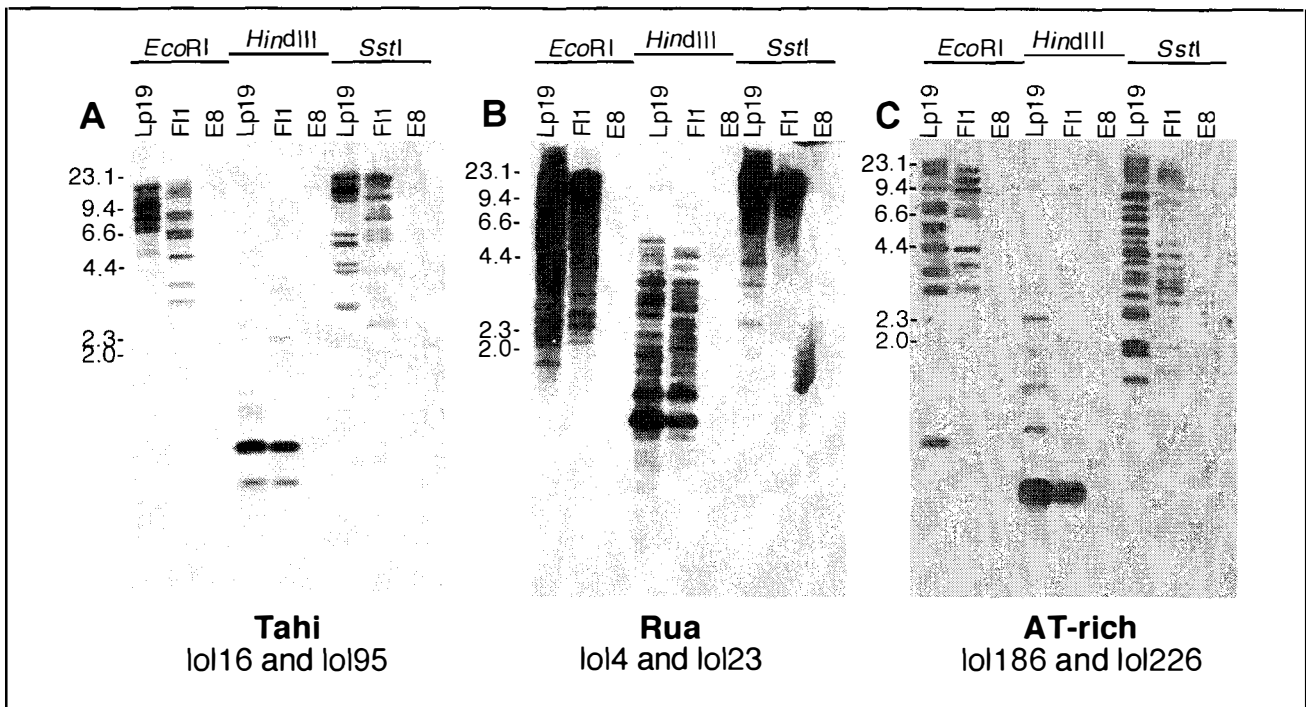 EcoRI HindIII SstI
A Lp19 Fl1 E8 Lp19 Fl1 E8 Lp19 Fl1 E8
23.1-
9.4-
6.6-
4.4-
2.3-
2.0-
Tahi
lol16 and lol95
EcoRI HindIII SstI
B Lp19 Fl1 E8 Lp19 Fl1 E8 Lp19 Fl1 E8
23.1-
9.4-
6.6-
4.4-
2.3-
2.0-
Rua
lol4 and lol23
EcoRI HindIII SstI
C Lp19 Fl1 E8 Lp19 Fl1 E8 Lp19 Fl1 E8
23.1-
9.4-
6.6-
4.4-
2.3-
2.0-
AT-rich
lol186 and lol226